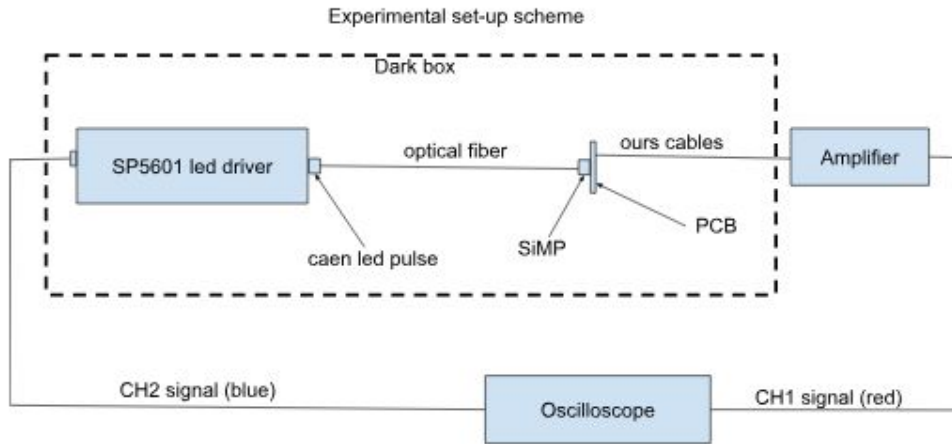 Experimental set-up scheme
Dark box
SP5601 led driver
optical fiber
ours cables
Amplifier
caen led pulse
SiMP
PCB
CH2 signal (blue)
Oscilloscope
CH1 signal (red)